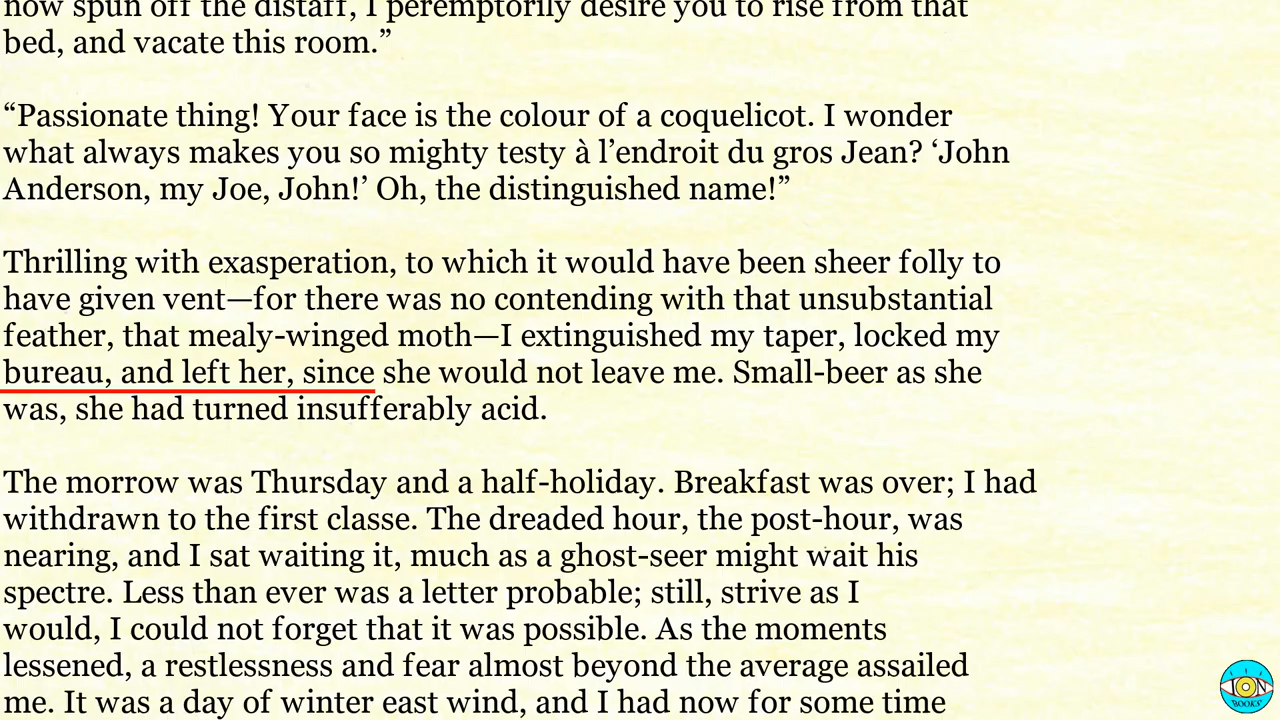 now spun off the distaff, I peremptorily desire you to rise from that
bed, and vacate this room.”
“Passionate thing! Your face is the colour of a coquelicot. I wonder
what always makes you so mighty testy à l’endroit du gros Jean? ‘John
Anderson, my Joe, John!’ Oh, the distinguished name!”
Thrilling with exasperation, to which it would have been sheer folly to
have given vent—for there was no contending with that unsubstantial
feather, that mealy-winged moth—I extinguished my taper, locked my
bureau, and left her, since she would not leave me. Small-beer as she
was, she had turned insufferably acid.
The morrow was Thursday and a half-holiday. Breakfast was over; I had
withdrawn to the first classe. The dreaded hour, the post-hour, was
nearing, and I sat waiting it, much as a ghost-seer might wait his
spectre. Less than ever was a letter probable; still, strive as I
would, I could not forget that it was possible. As the moments
lessened, a restlessness and fear almost beyond the average assailed
me. It was a day of winter east wind, and I had now for some time
ION
BOOKS